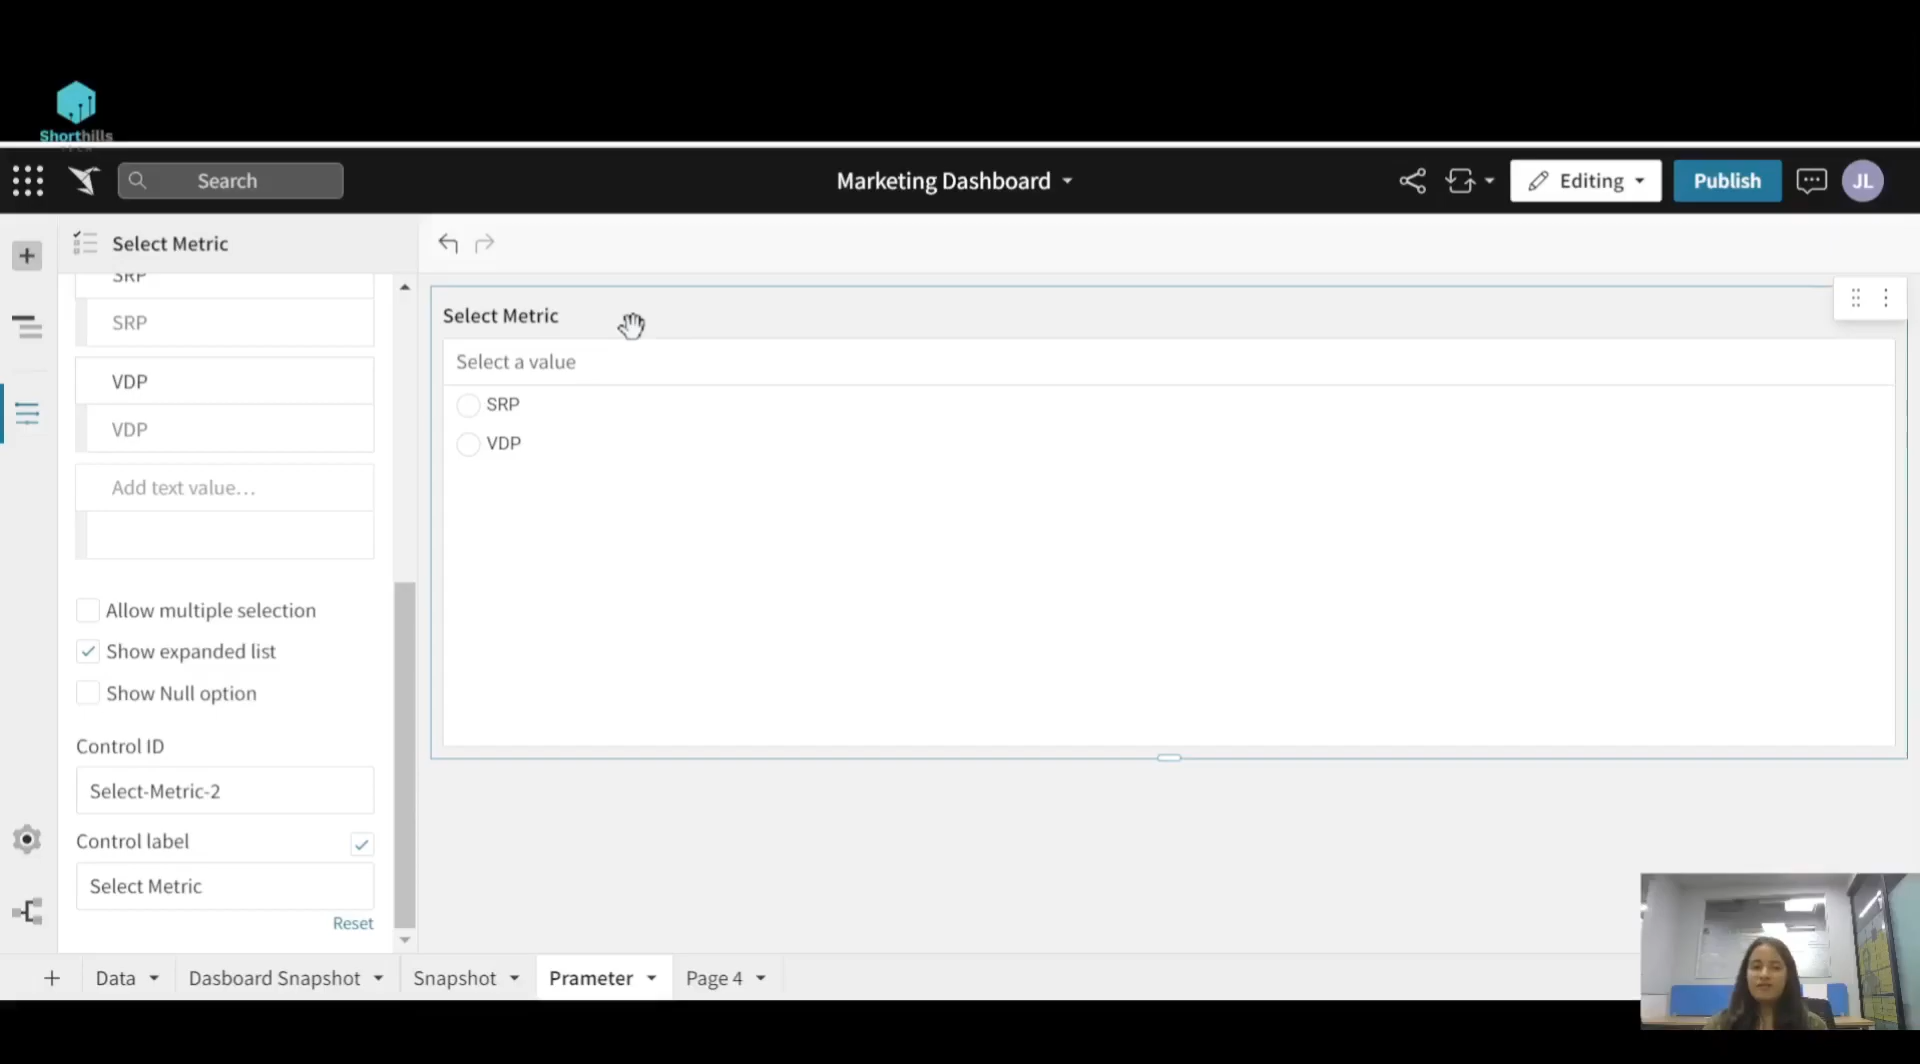 Shorthills
TECH
Search
Marketing Dashboard
Editing
Publish
JL
Select Metric
SRP
SRP
VDP
VDP
Add text value...
Allow multiple selection
Show expanded list
Show Null option
Control ID
Select-Metric-2
Control label
Select Metric
Reset
Select Metric
Select a value
SRP
VDP
Data
Dasboard Snapshot
Snapshot
Prameter
Page 4